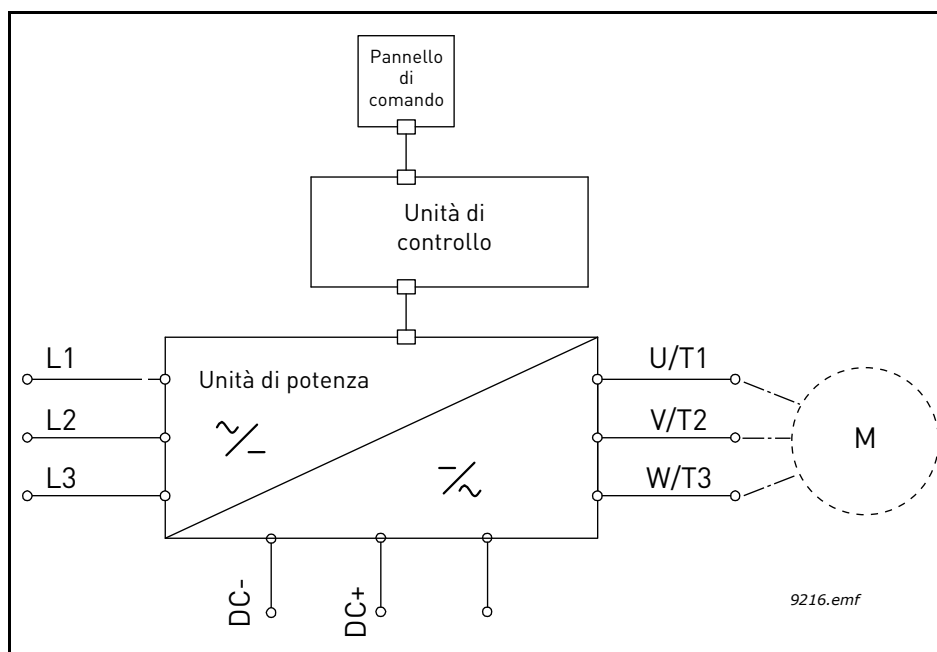 Pannello
di
comando
Unità di
controllo
L1
L2
L3
Unità di potenza
U/T1
V/T2
W/T3
M
DC-
DC+
9216.emf